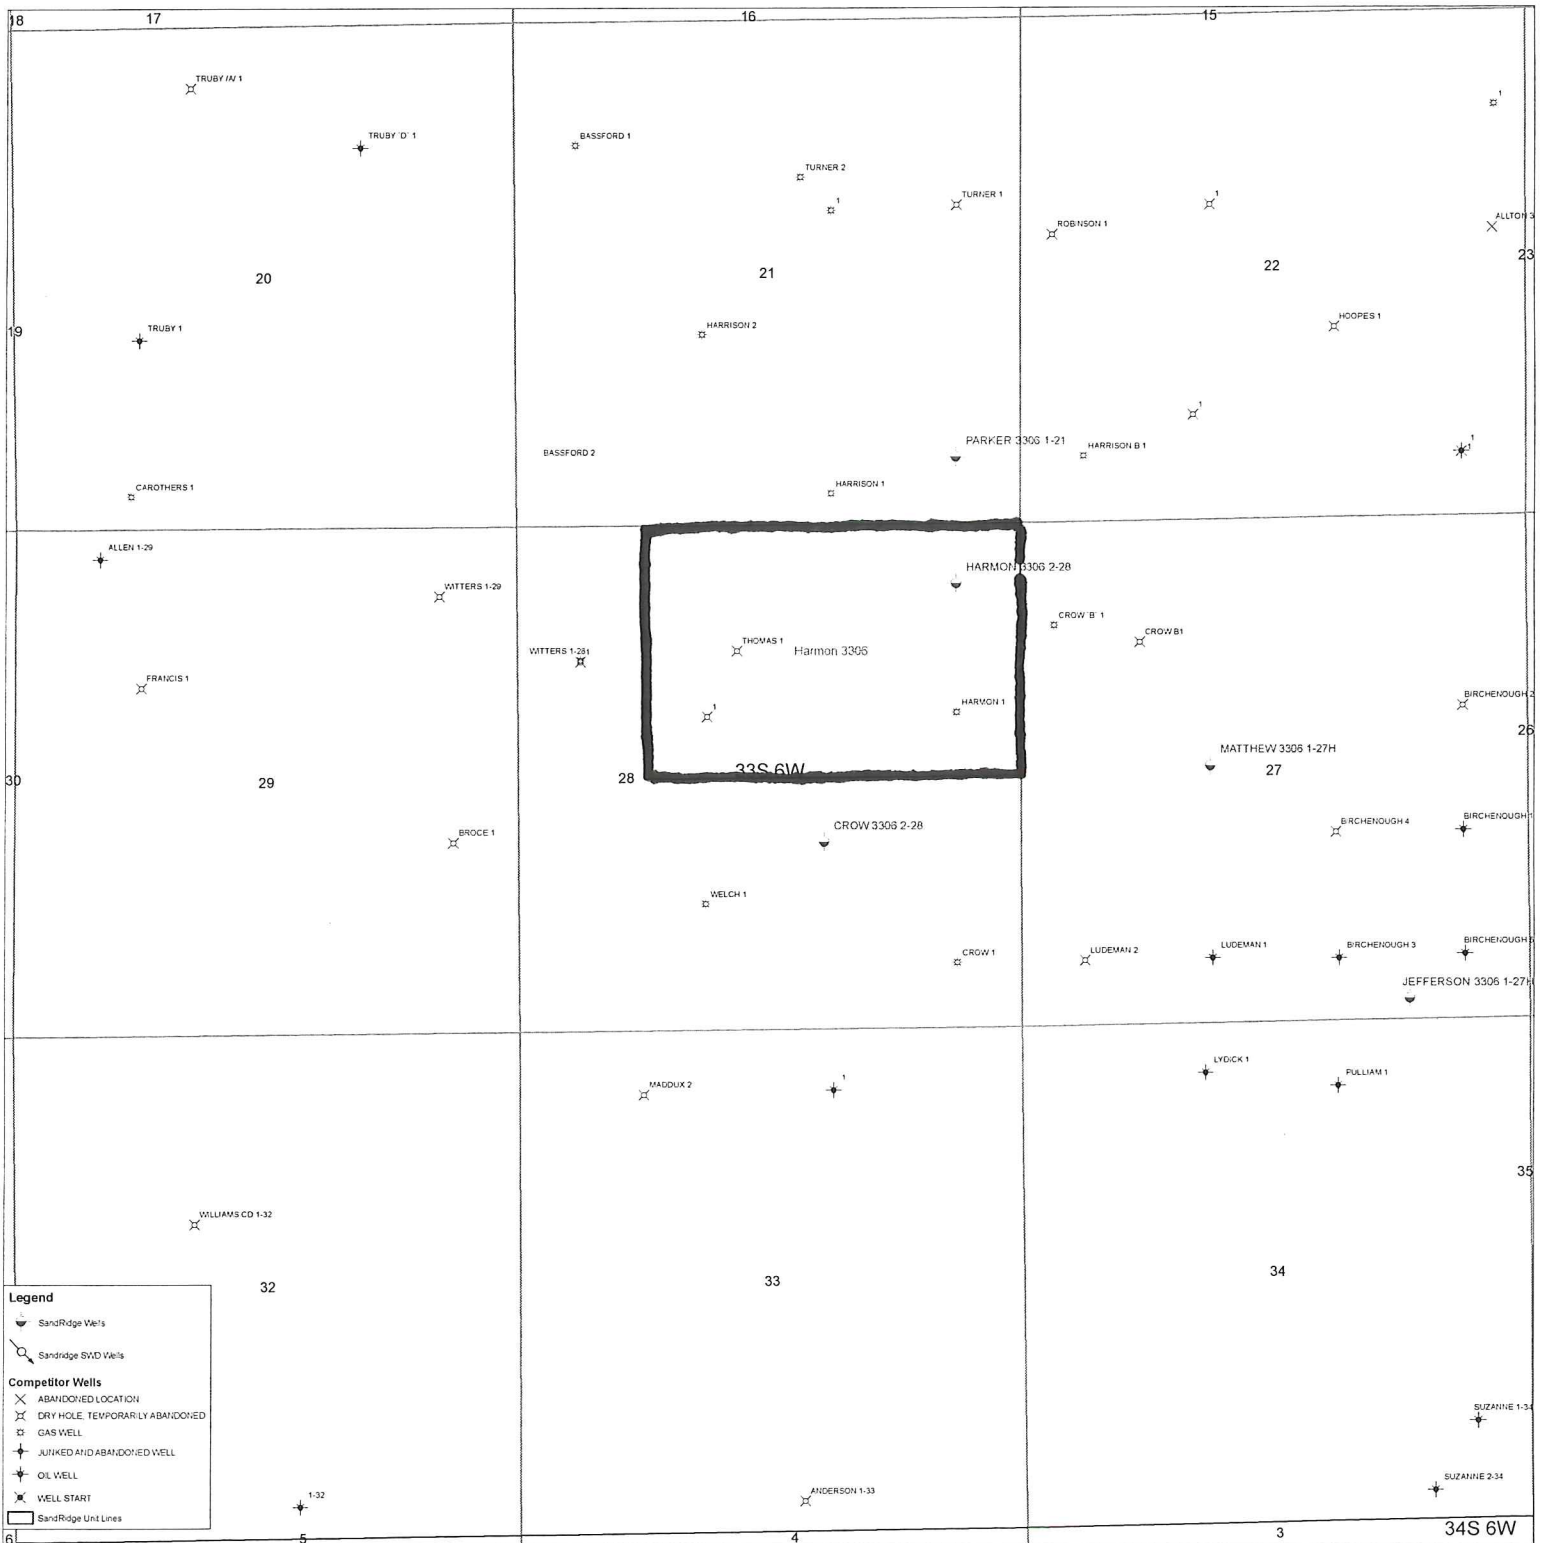 18
17
16
15
TRUBY /A/ 1
1
TRUBY 'D' 1
BASSFORD 1
TURNER 2
1
TURNER 1
1
ROBINSON 1
ALLTON 3
23
20
21
22
19
TRUBY 1
HARRISON 2
HOOPES 1
1
BASSFORD 2
PARKER 3306 1-21
HARRISON B 1
1
1
CAROTHERS 1
HARRISON 1
ALLEN 1-29
HARMON 3306 2-28
WITTERS 1-29
CROW 'B' 1
CROW B1
WITTERS 1-281
THOMAS 1
Harmon 3306
FRANCIS 1
1
HARMON 1
BIRCHENOUGH 2
26
MATTHEW 3306 1-27H
30
29
28
33S 6W
27
BROCE 1
CROW 3306 2-28
BIRCHENOUGH 4
BIRCHENOUGH 1
WELCH 1
CROW 1
LUDEMAN 2
LUDEMAN 1
BIRCHENOUGH 3
BIRCHENOUGH
JEFFERSON 3306 1-27H
MADDUX 2
1
LYDICK 1
PULLIAM 1
35
WILLIAMS CD 1-32
32
33
34
Legend
SandRidge Wells
Sandridge SWD Wells
Competitor Wells
ABANDONED LOCATION
DRY HOLE, TEMPORARILY ABANDONED
GAS WELL
JUNKED AND ABANDONED WELL
OIL WELL
WELL START
SandRidge Unit Lines
1-32
ANDERSON 1-33
SUZANNE 1-34
SUZANNE 2-34
6
5
4
3
34S 6W